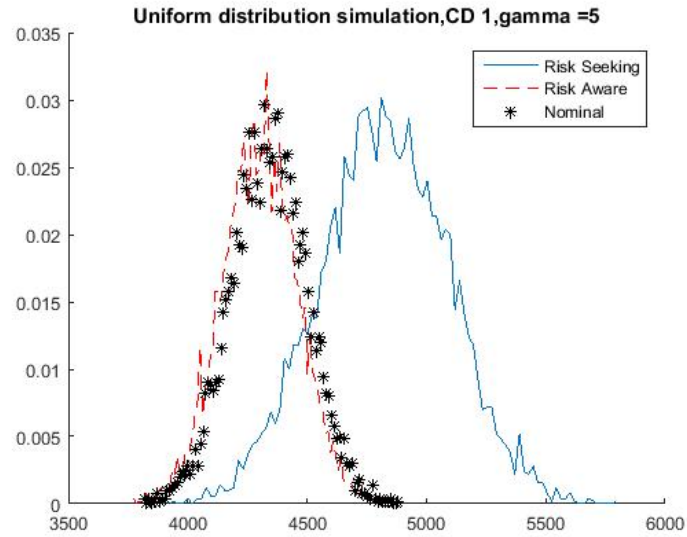 Uniform distribution simulation,CD 1,gamma =5
0.035
0.03
0.025
0.02
0.015
0.01
0.005
0
3500 4000 4500 5000 5500 6000
Risk Seeking
Risk Aware
Nominal